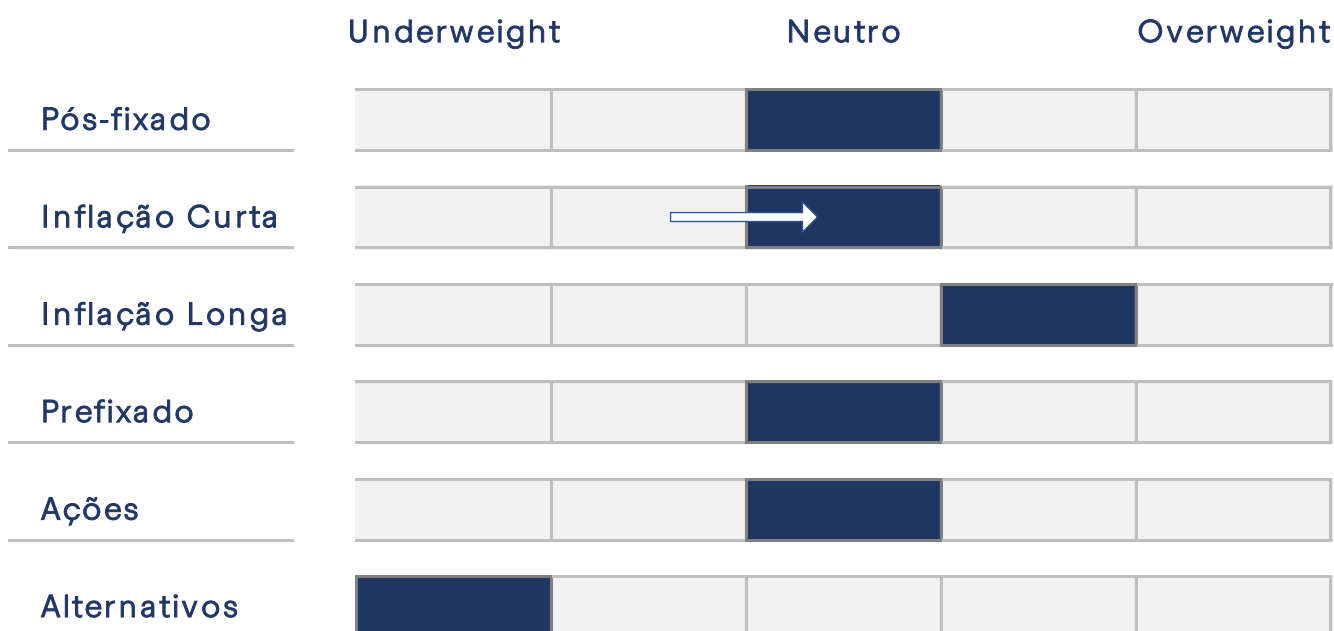 Underweight Neutro Overweight
Pós-fixado
Inflação Curta
Inflação Longa
Prefixado
Ações
Alternativos